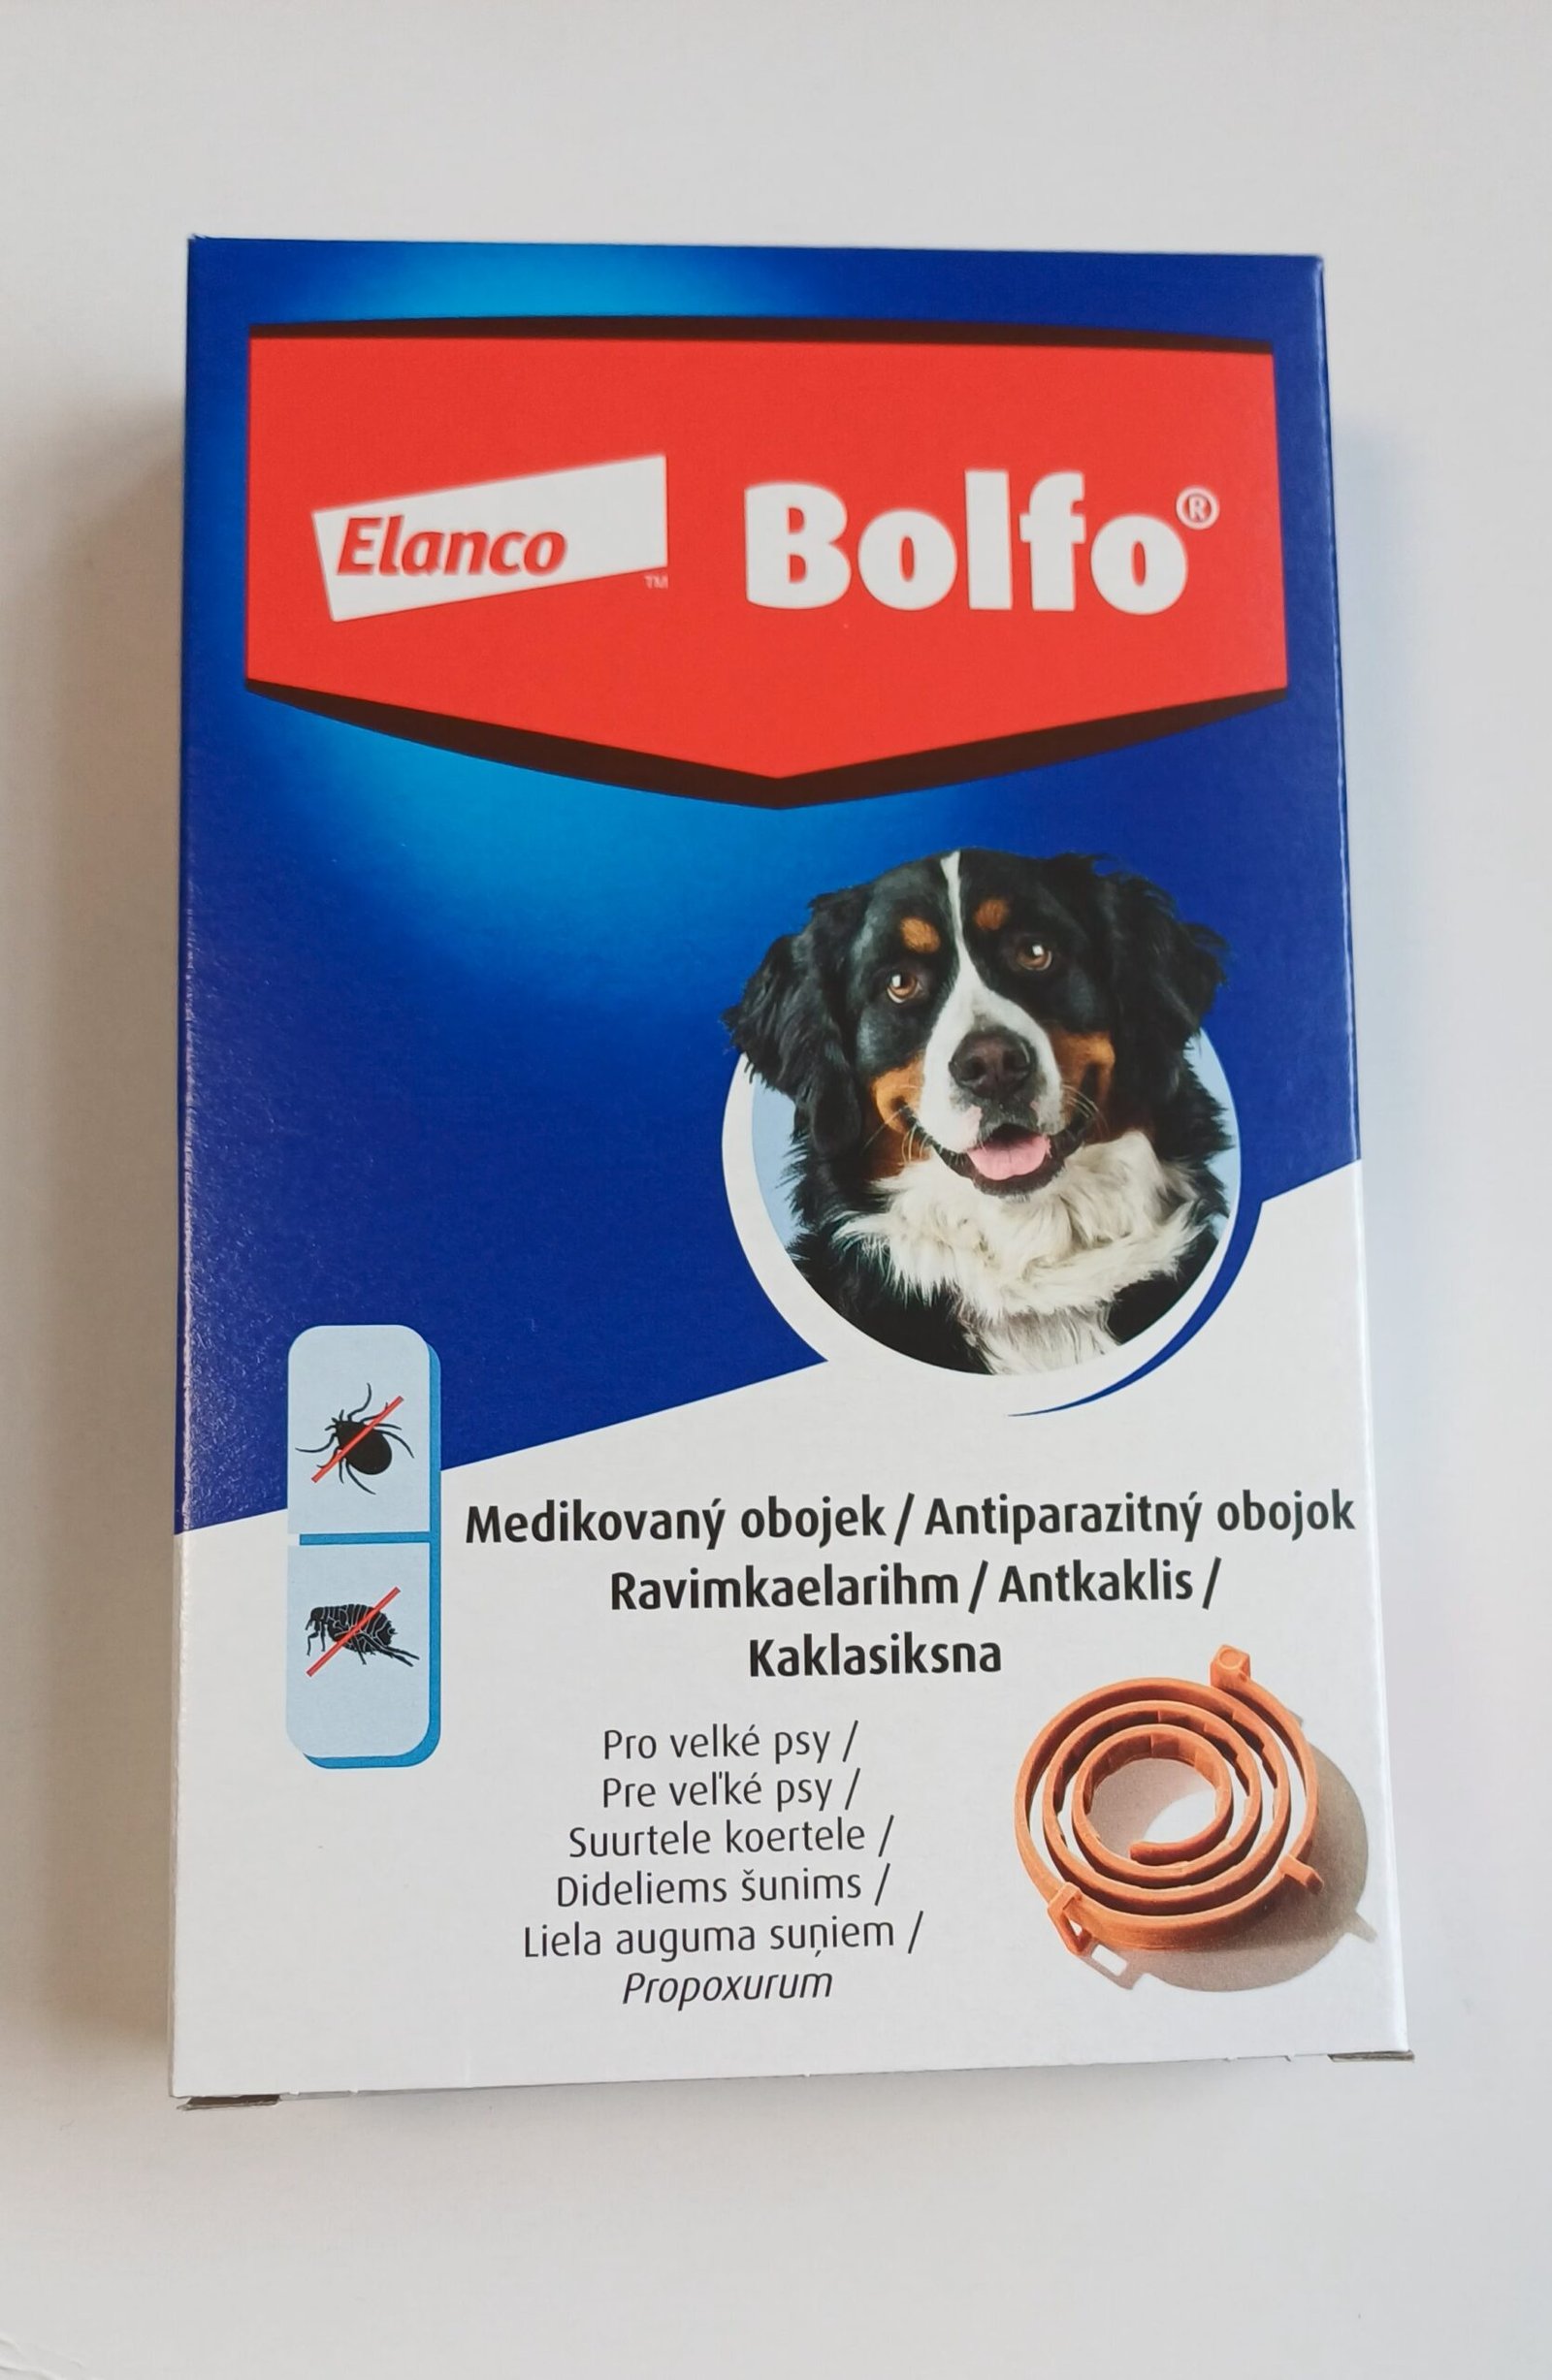 Elanco™ Bolfo®
Medikovaný obojek / Antiparazitný obojok
Ravimkaelarihm / Antkaklis /
Kaklasiksna
Pro velké psy /
Pre veľké psy /
Suurtele koertele /
Dideliems šunims /
Liela auguma suņiem /
Propoxurum